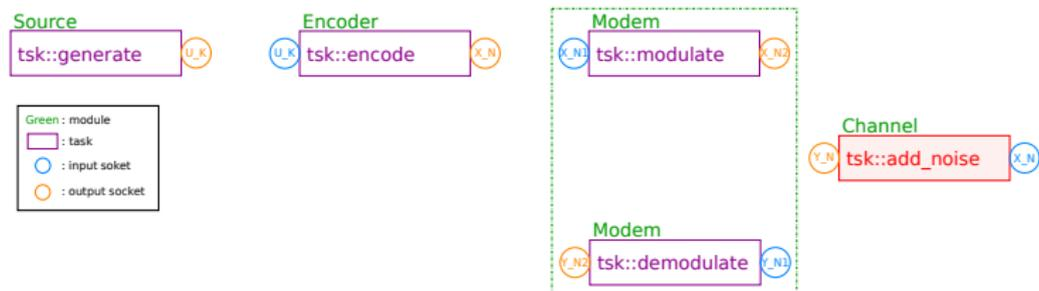 Source
tsk::generate
U_K
Encoder
U_K
tsk::encode
X_N
Modem
X_N1
tsk::modulate
X_N2
Green : module
: task
: input soket
: output socket
Channel
Y_N
tsk::add_noise
X_N
Modem
Y_N2
tsk::demodulate
Y_N1